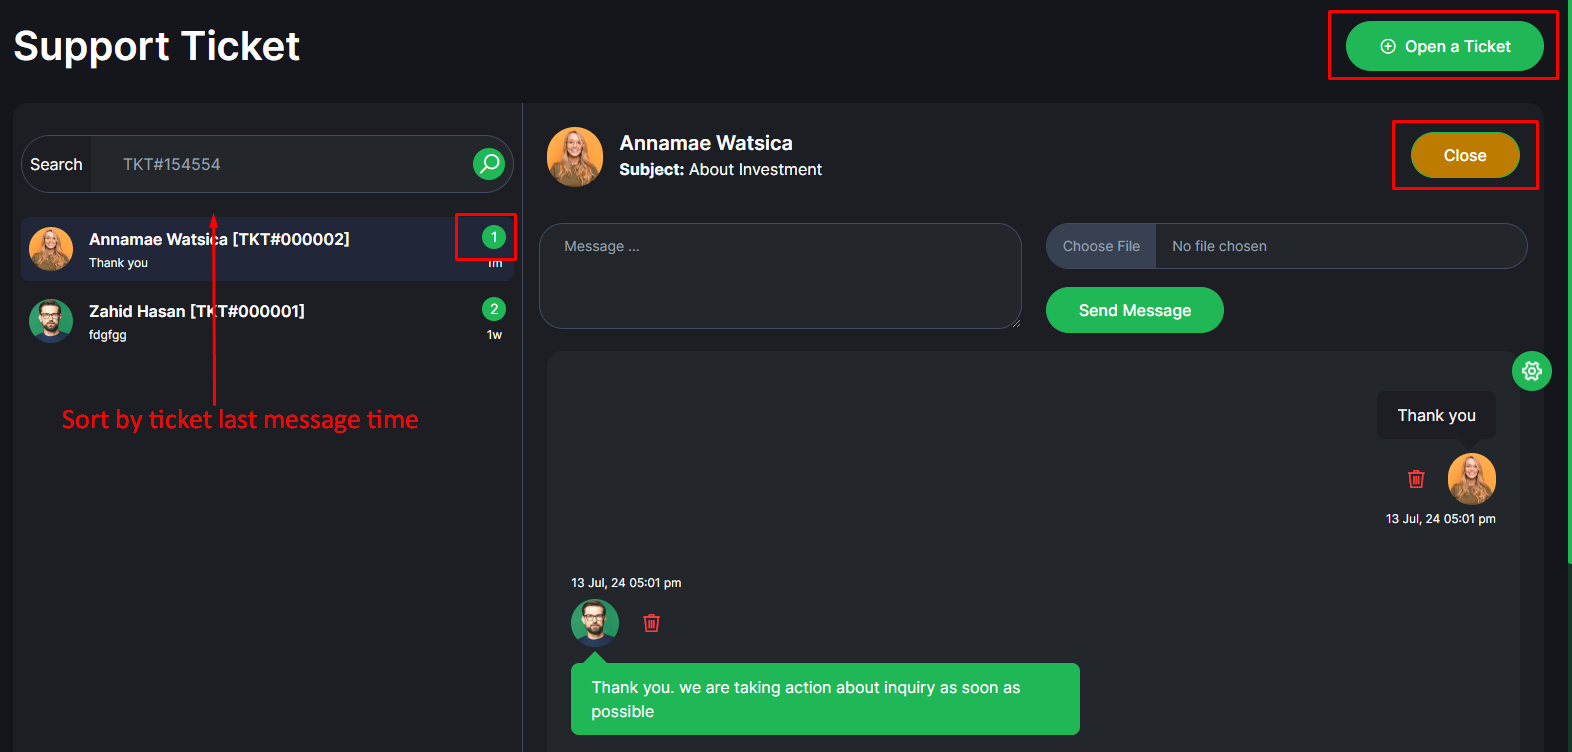 Support Ticket
Open a Ticket
Search
TKT#154554
Annamae Watsica [TKT#000002]
1
Thank you
1m
Zahid Hasan [TKT#000001]
2
fdgfgg
1w
Sort by ticket last message time
Annamae Watsica
Subject: About Investment
Close
Message ...
Choose File
No file chosen
Send Message
Thank you
13 Jul, 24 05:01 pm
13 Jul, 24 05:01 pm
Thank you. we are taking action about inquiry as soon as
possible